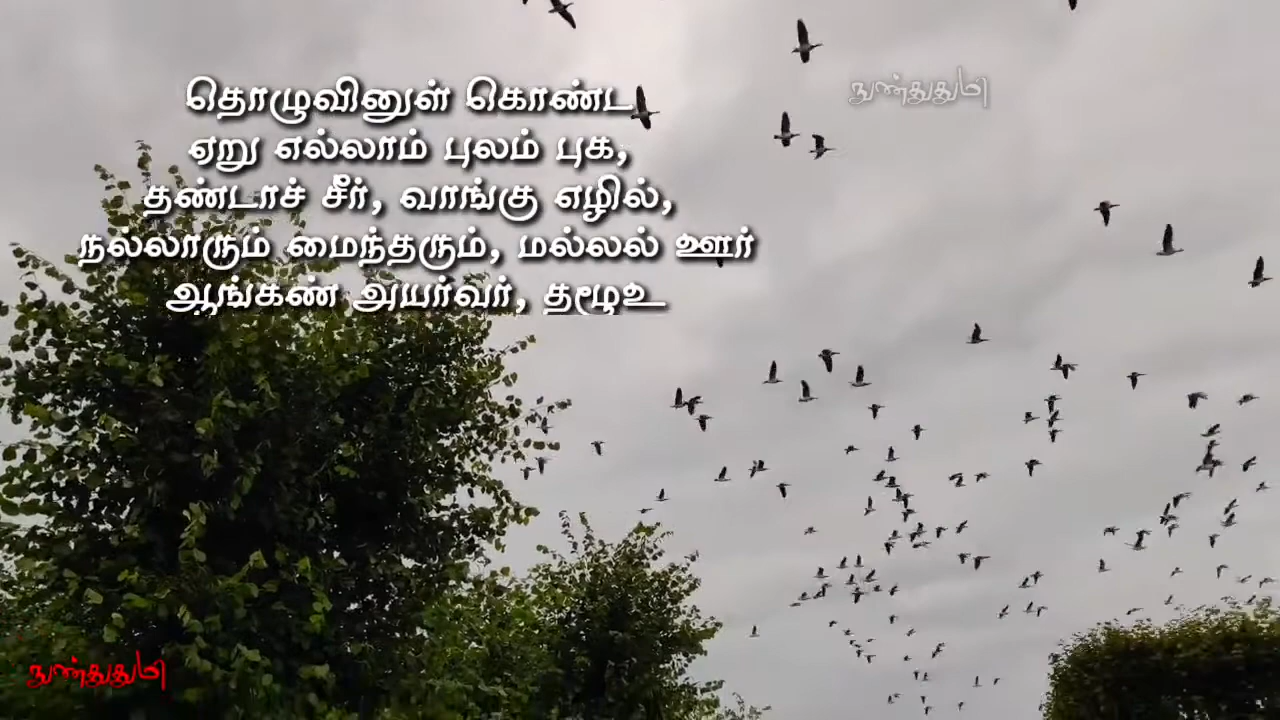 தொழுவினுள் கொண்ட
ஏறு எல்லாம் புலம் புக,
தண்டாச் சீர், வாங்கு எழில்,
நல்லாரும் மைந்தரும், மல்லல் ஊர்
ஆங்கண் அயர்வர், தழூஉ
நுண்துதுமி
நுண்துதுமி